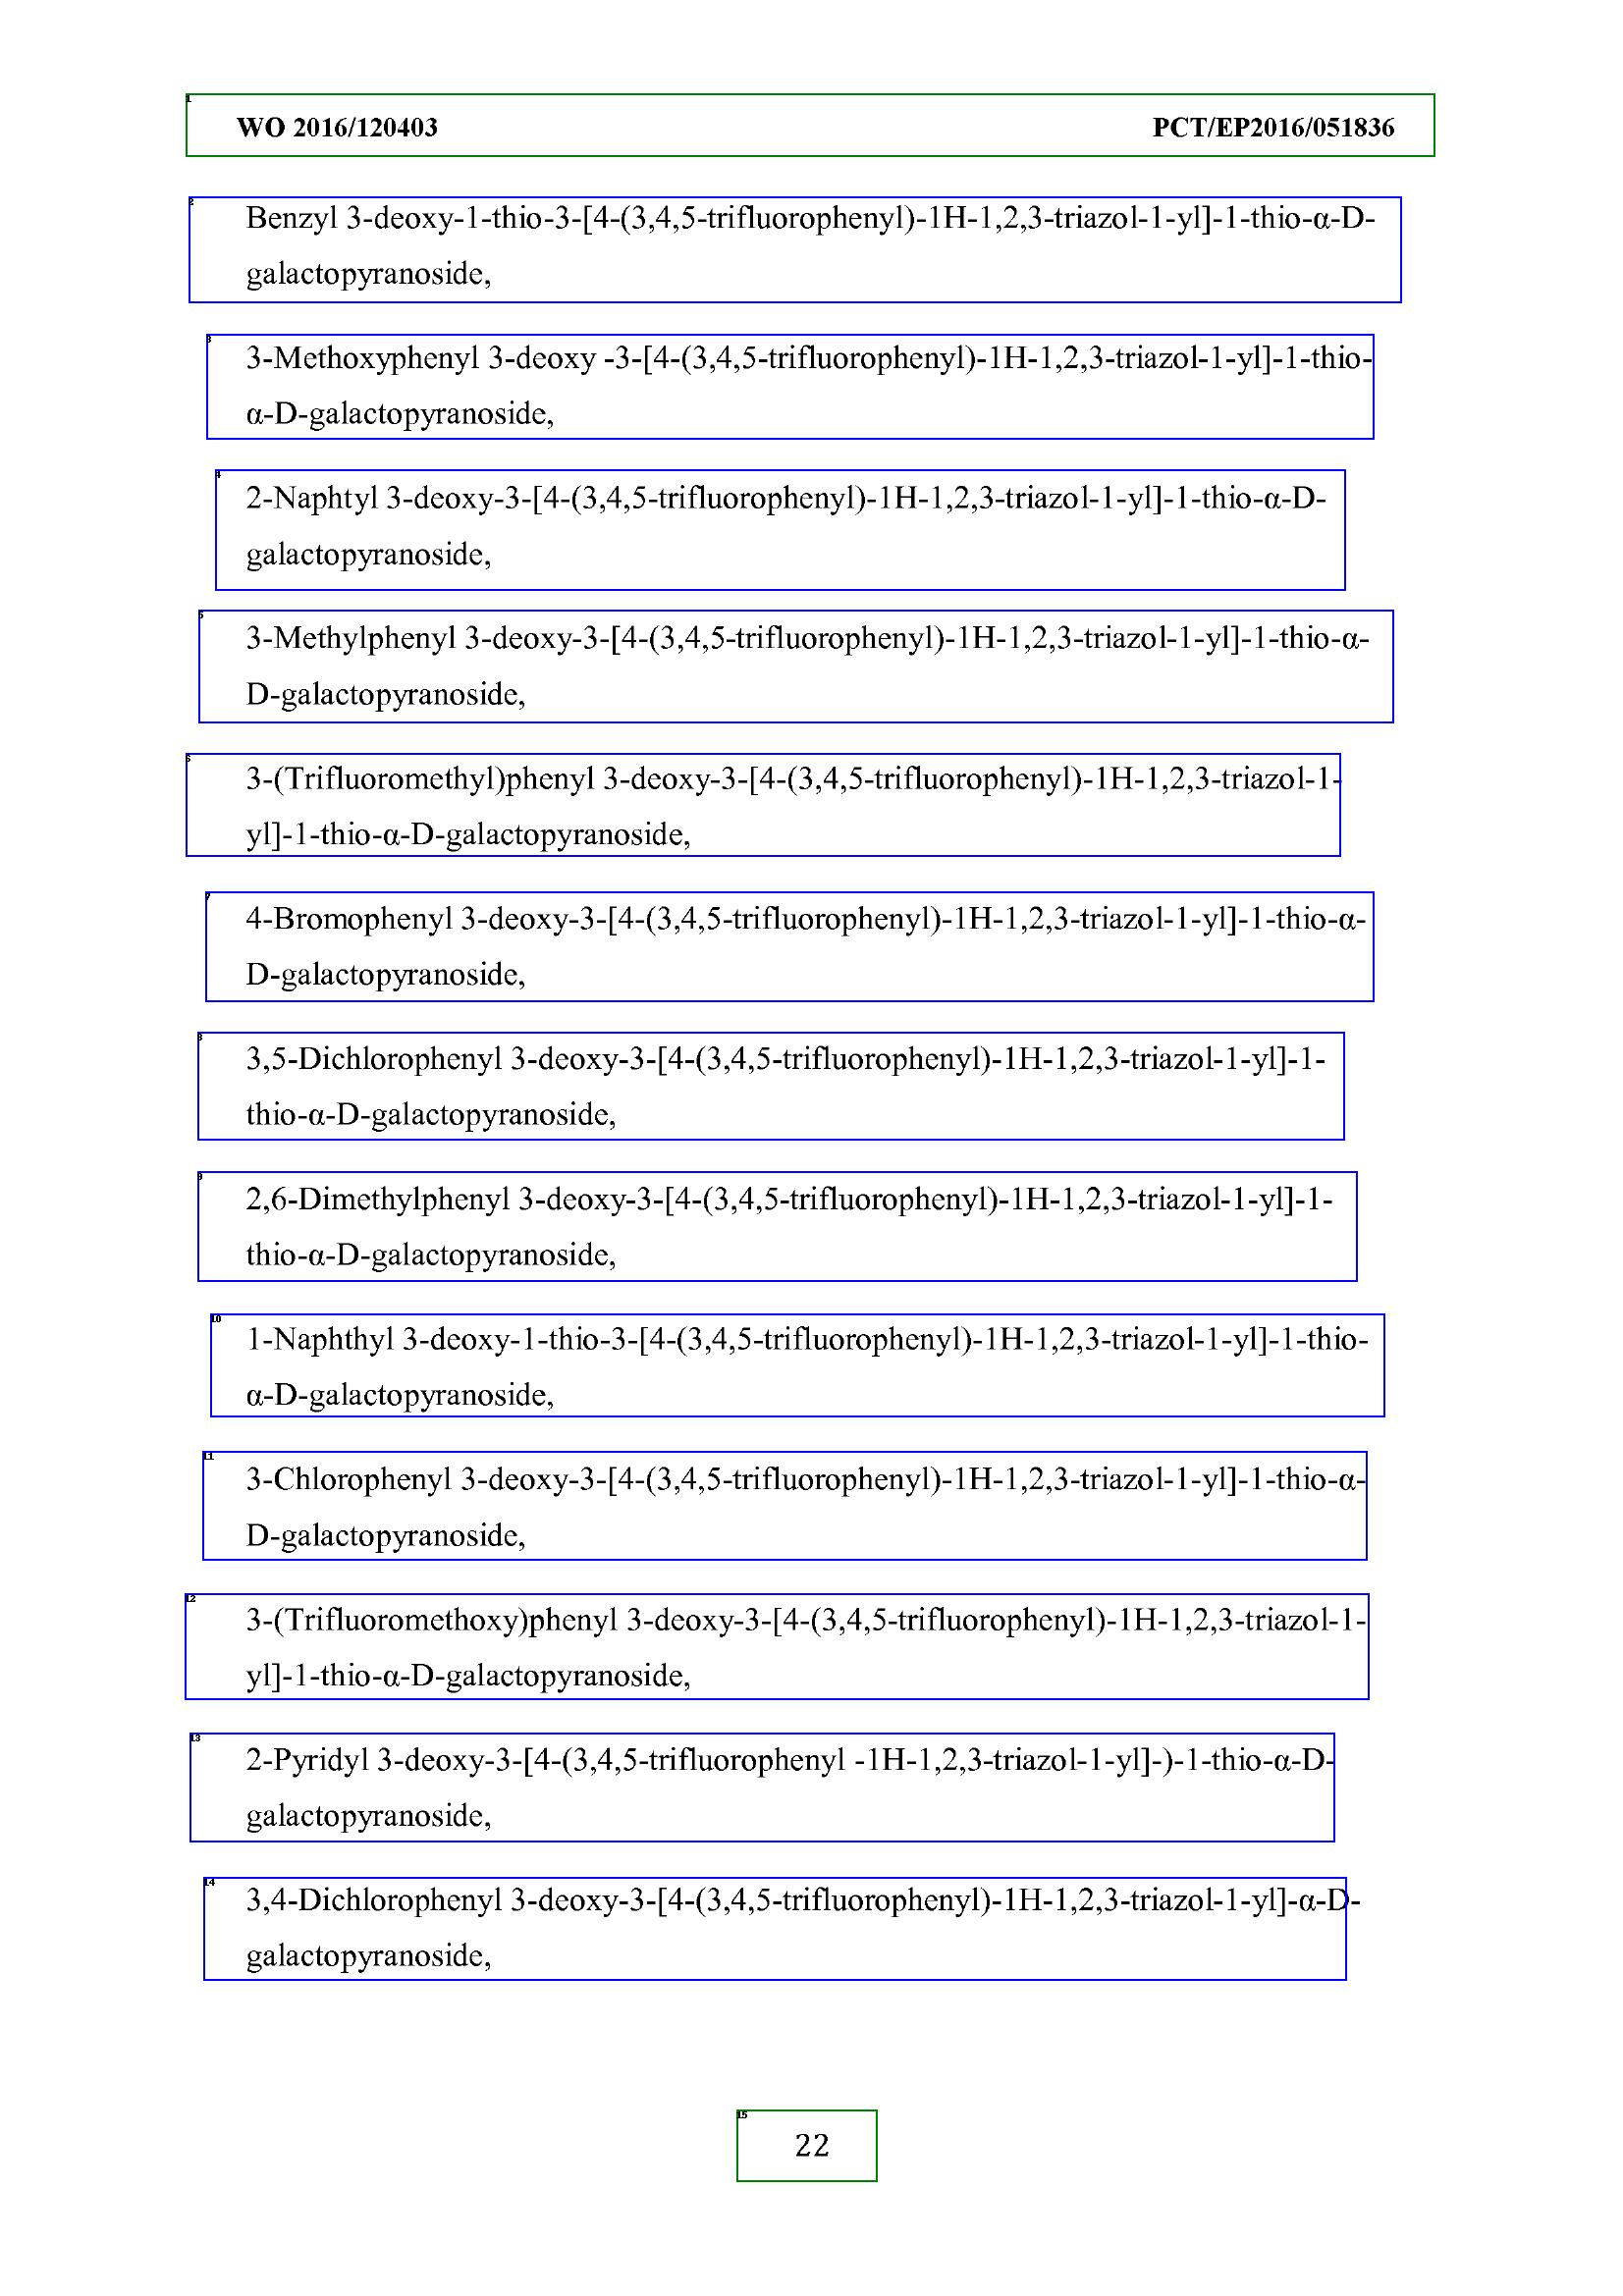 WO 2016/120403 PCT/EP2016/051836
Benzyl 3-deoxy-1-thio-3-[4-(3,4,5-trifluorophenyl)-1H-1,2,3-triazol-1-yl]-1-thio-α-D-
galactopyranoside,
3-Methoxyphenyl 3-deoxy -3-[4-(3,4,5-trifluorophenyl)-1H-1,2,3-triazol-1-yl]-1-thio-
α-D-galactopyranoside,
2-Naphtyl 3-deoxy-3-[4-(3,4,5-trifluorophenyl)-1H-1,2,3-triazol-1-yl]-1-thio-α-D-
galactopyranoside,
3-Methylphenyl 3-deoxy-3-[4-(3,4,5-trifluorophenyl)-1H-1,2,3-triazol-1-yl]-1-thio-α-
D-galactopyranoside,
3-(Trifluoromethyl)phenyl 3-deoxy-3-[4-(3,4,5-trifluorophenyl)-1H-1,2,3-triazol-1-
yl]-1-thio-α-D-galactopyranoside,
4-Bromophenyl 3-deoxy-3-[4-(3,4,5-trifluorophenyl)-1H-1,2,3-triazol-1-yl]-1-thio-α-
D-galactopyranoside,
3,5-Dichlorophenyl 3-deoxy-3-[4-(3,4,5-trifluorophenyl)-1H-1,2,3-triazol-1-yl]-1-
thio-α-D-galactopyranoside,
2,6-Dimethylphenyl 3-deoxy-3-[4-(3,4,5-trifluorophenyl)-1H-1,2,3-triazol-1-yl]-1-
thio-α-D-galactopyranoside,
1-Naphthyl 3-deoxy-1-thio-3-[4-(3,4,5-trifluorophenyl)-1H-1,2,3-triazol-1-yl]-1-thio-
α-D-galactopyranoside,
3-Chlorophenyl 3-deoxy-3-[4-(3,4,5-trifluorophenyl)-1H-1,2,3-triazol-1-yl]-1-thio-α-
D-galactopyranoside,
3-(Trifluoromethoxy)phenyl 3-deoxy-3-[4-(3,4,5-trifluorophenyl)-1H-1,2,3-triazol-1-
yl]-1-thio-α-D-galactopyranoside,
2-Pyridyl 3-deoxy-3-[4-(3,4,5-trifluorophenyl -1H-1,2,3-triazol-1-yl]-)-1-thio-α-D-
galactopyranoside,
3,4-Dichlorophenyl 3-deoxy-3-[4-(3,4,5-trifluorophenyl)-1H-1,2,3-triazol-1-yl]-α-D-
galactopyranoside,
22